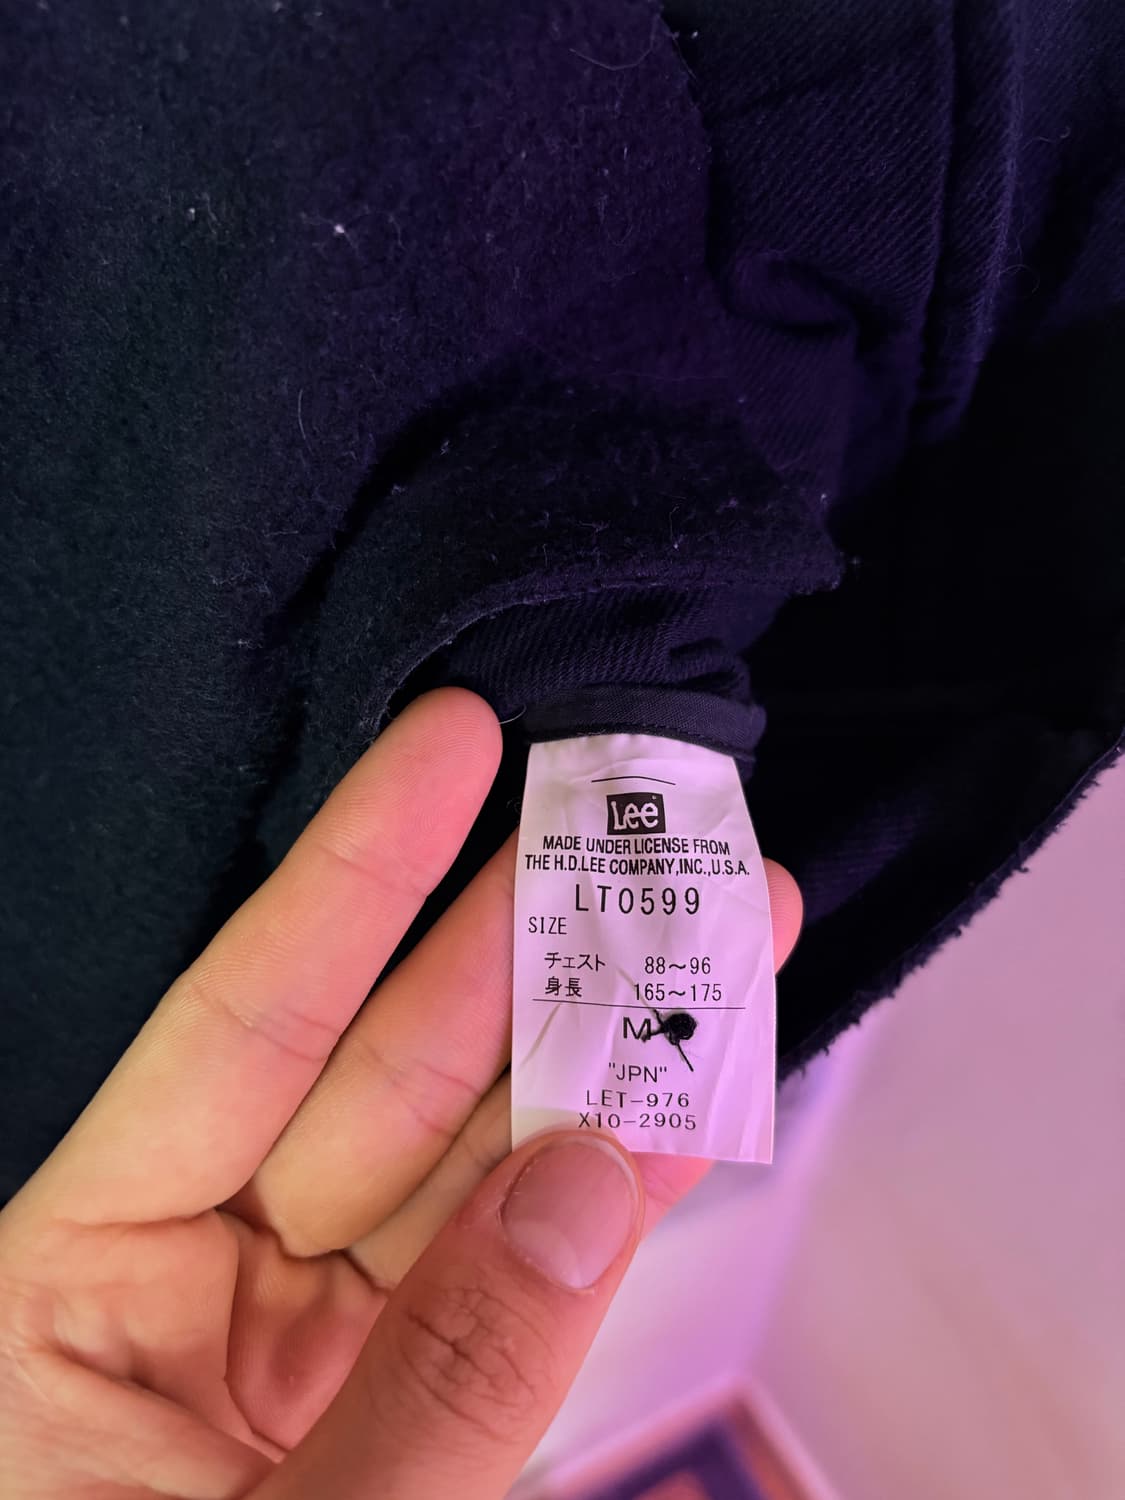 Lee
MADE UNDER LICENSE FROM
THE H.D.LEE COMPANY,INC.,U.S.A.
LT0599
SIZE
チェスト 88～96
身長 165～175
M
"JPN"
LET-976
X10-2905